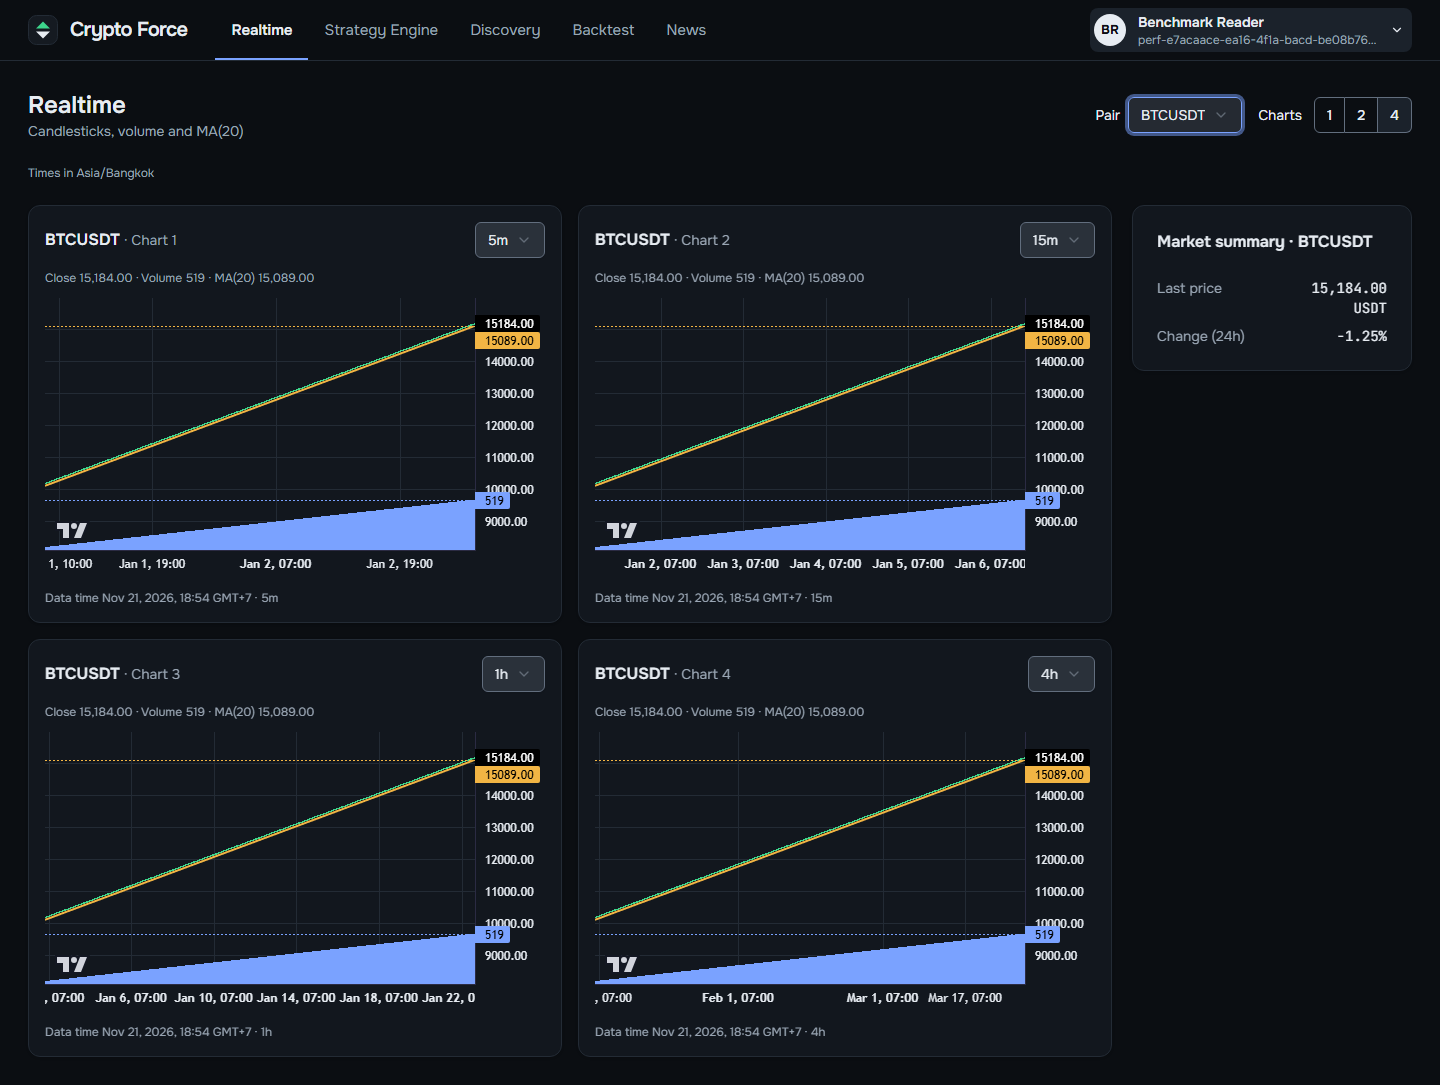 Crypto Force
Realtime
Strategy Engine
Discovery
Backtest
News
BR
Benchmark Reader
perf-e7acaace-ea16-4f1a-bacd-be08b76...
Realtime
Candlesticks, volume and MA(20)
Pair
BTCUSDT
Charts
1
2
4
Times in Asia/Bangkok
BTCUSDT · Chart 1
5m
Close 15,184.00 · Volume 519 · MA(20) 15,089.00
15184.00
15089.00
14000.00
13000.00
12000.00
11000.00
10000.00
519
9000.00
1, 10:00 Jan 1, 19:00 Jan 2, 07:00 Jan 2, 19:00
Data time Nov 21, 2026, 18:54 GMT+7 · 5m
BTCUSDT · Chart 2
15m
Close 15,184.00 · Volume 519 · MA(20) 15,089.00
15184.00
15089.00
14000.00
13000.00
12000.00
11000.00
10000.00
519
9000.00
Jan 2, 07:00 Jan 3, 07:00 Jan 4, 07:00 Jan 5, 07:00 Jan 6, 07:00
Data time Nov 21, 2026, 18:54 GMT+7 · 15m
Market summary · BTCUSDT
Last price 15,184.00
USDT
Change (24h) -1.25%
BTCUSDT · Chart 3
1h
Close 15,184.00 · Volume 519 · MA(20) 15,089.00
15184.00
15089.00
14000.00
13000.00
12000.00
11000.00
10000.00
519
9000.00
, 07:00 Jan 6, 07:00 Jan 10, 07:00 Jan 14, 07:00 Jan 18, 07:00 Jan 22, 0
Data time Nov 21, 2026, 18:54 GMT+7 · 1h
BTCUSDT · Chart 4
4h
Close 15,184.00 · Volume 519 · MA(20) 15,089.00
15184.00
15089.00
14000.00
13000.00
12000.00
11000.00
10000.00
519
9000.00
, 07:00 Feb 1, 07:00 Mar 1, 07:00 Mar 17, 07:00
Data time Nov 21, 2026, 18:54 GMT+7 · 4h